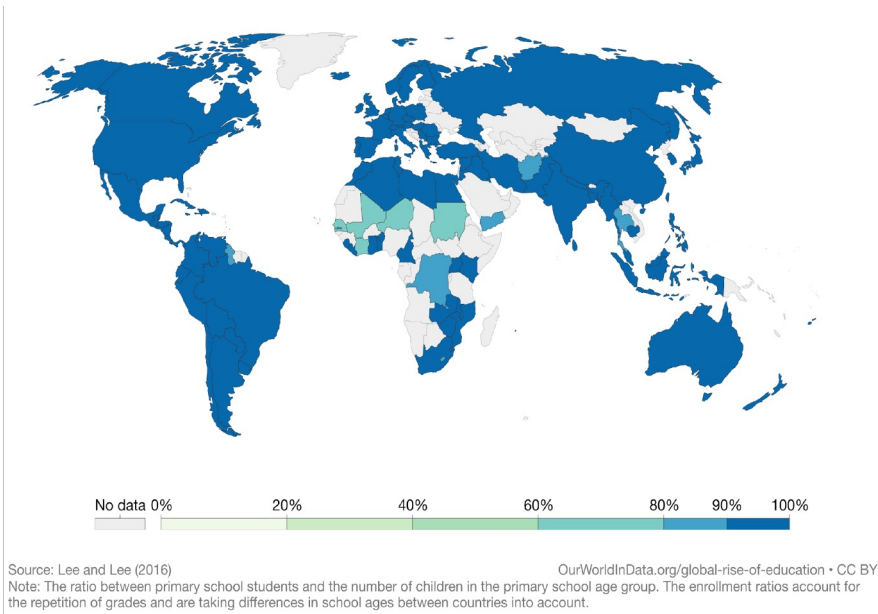 No data 0% 20% 40% 60% 80% 90% 100%
Source: Lee and Lee (2016) OurWorldInData.org/global-rise-of-education • CC BY
Note: The ratio between primary school students and the number of children in the primary school age group. The enrollment ratios account for
the repetition of grades and are taking differences in school ages between countries into account.